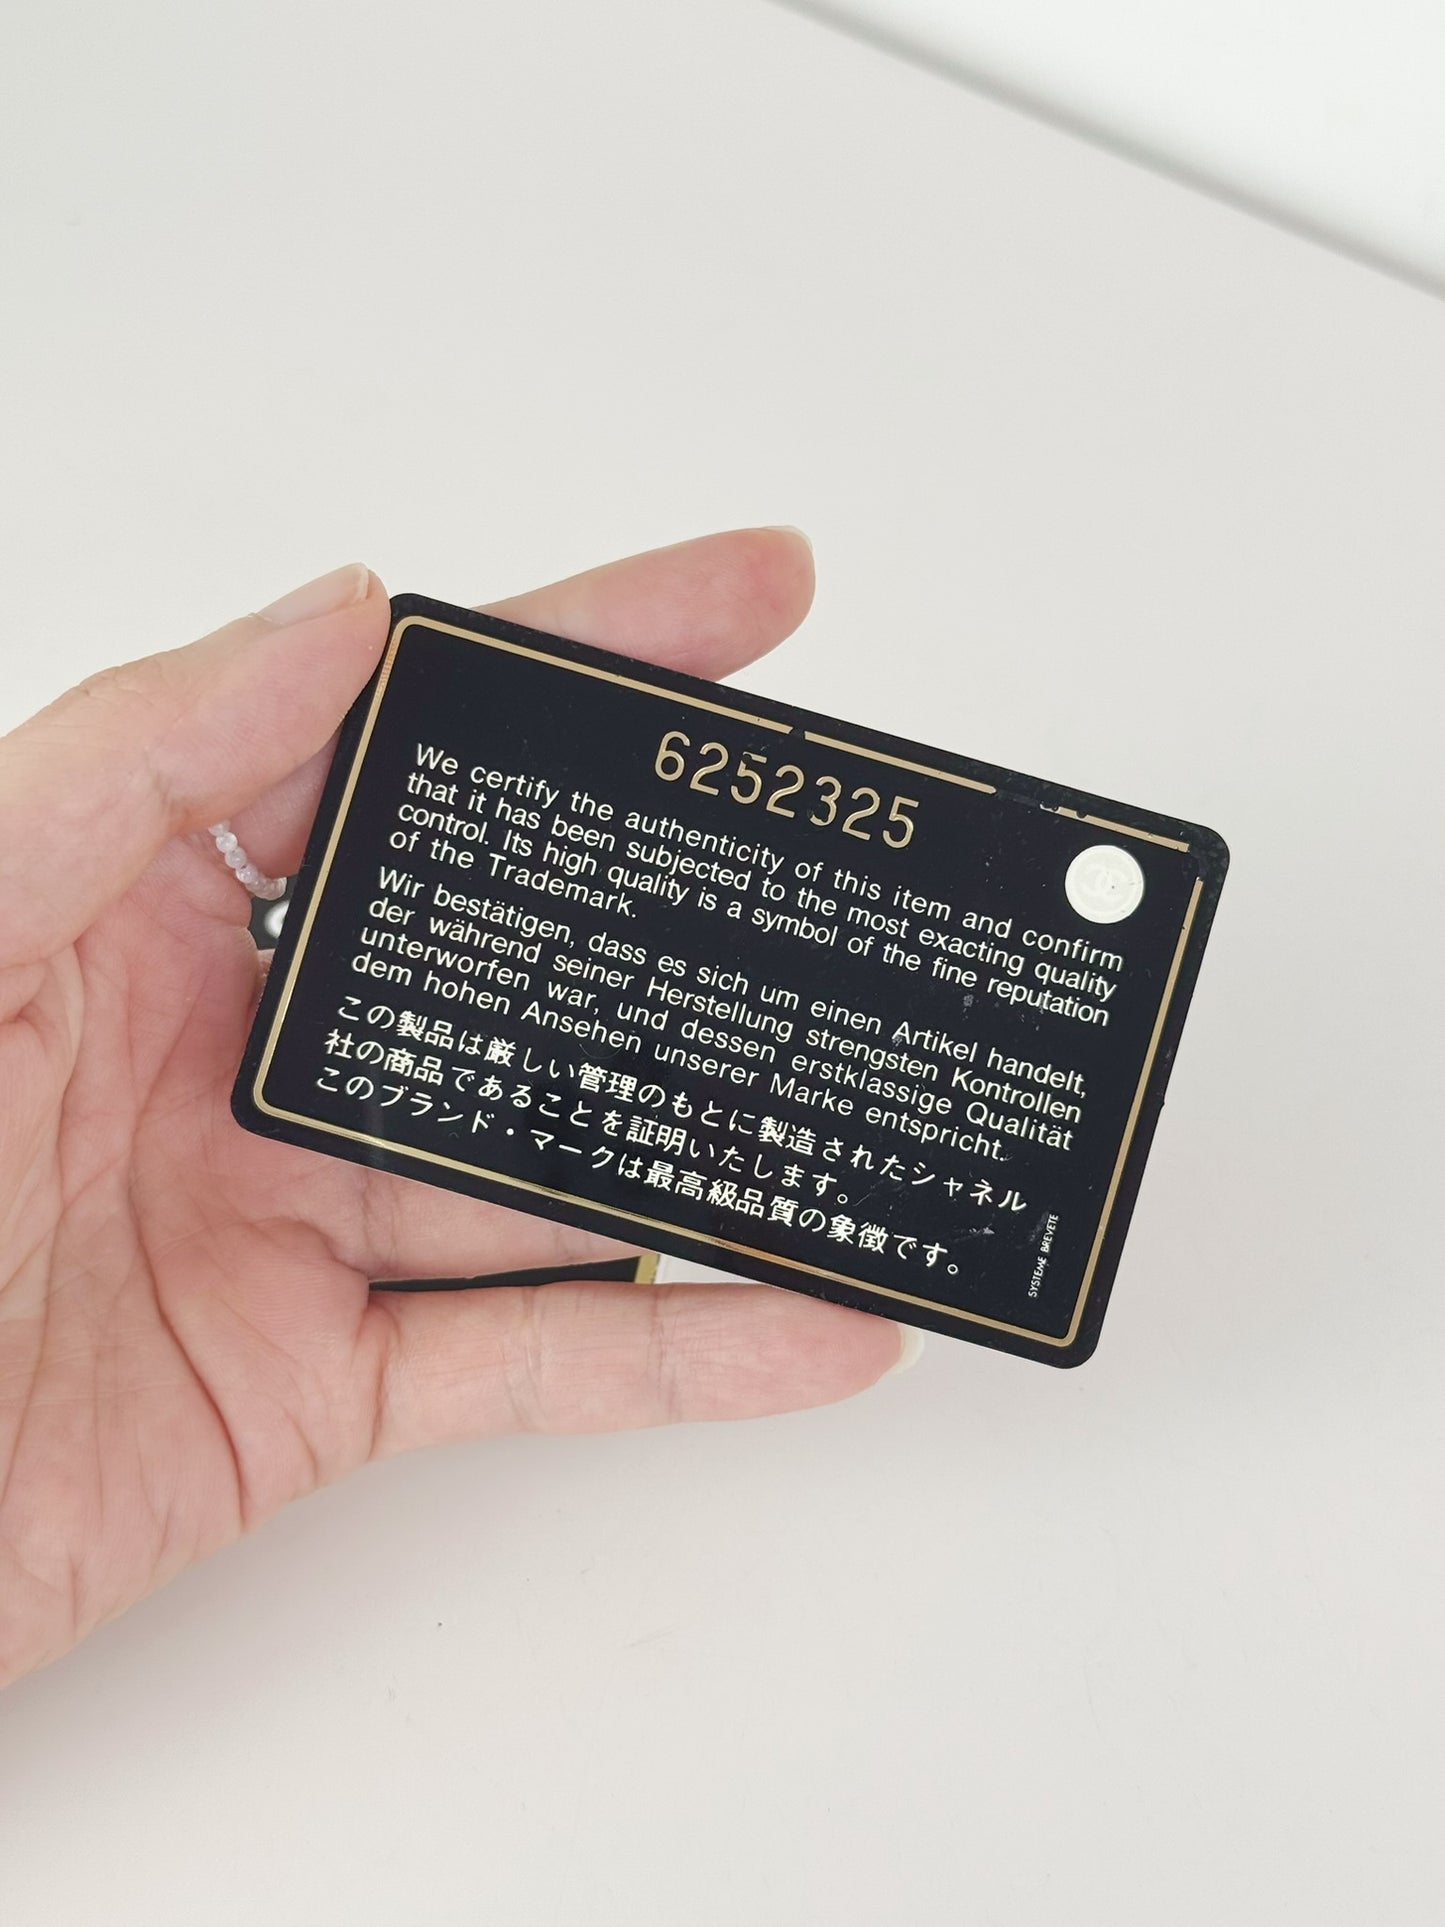 6252325
We certify the authenticity of this item and confirm
that it has been subjected to the most exacting quality
control. Its high quality is a symbol of the fine reputation
of the Trademark.
Wir bestätigen, dass es sich um einen Artikel handelt,
der während seiner Herstellung strengsten Kontrollen
unterworfen war, und dessen erstklassige Qualität
dem hohen Ansehen unserer Marke entspricht.
この製品は厳しい管理のもとに製造されたシャネル
社の商品であることを証明いたします。
このブランド・マークは最高級品質の象徴です。
SYSTEME BREVETE